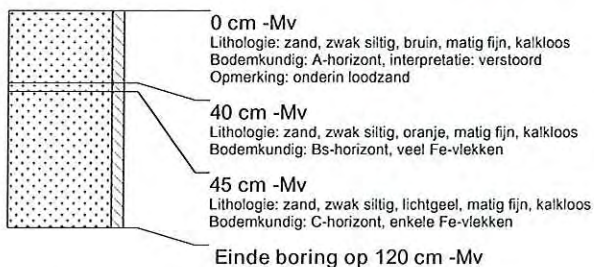 0 cm -Mv
Lithologie: zand, zwak siltig, bruin, matig fijn, kalkloos
Bodemkundig: A-horizont, interpretatie: verstoord
Opmerking: onderin loodzand
40 cm -Mv
Lithologie: zand, zwak siltig, oranje, matig fijn, kalkloos
Bodemkundig: Bs-horizont, veel Fe-vlekken
45 cm -Mv
Lithologie: zand, zwak siltig, lichtgeel, matig fijn, kalkloos
Bodemkundig: C-horizont, enkele Fe-vlekken
Einde boring op 120 cm -Mv